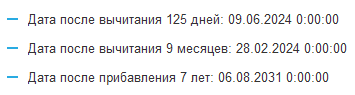 Дата после вычитания 125 дней: 09.06.2024 0:00:00
Дата после вычитания 9 месяцев: 28.02.2024 0:00:00
Дата после прибавления 7 лет: 06.08.2031 0:00:00